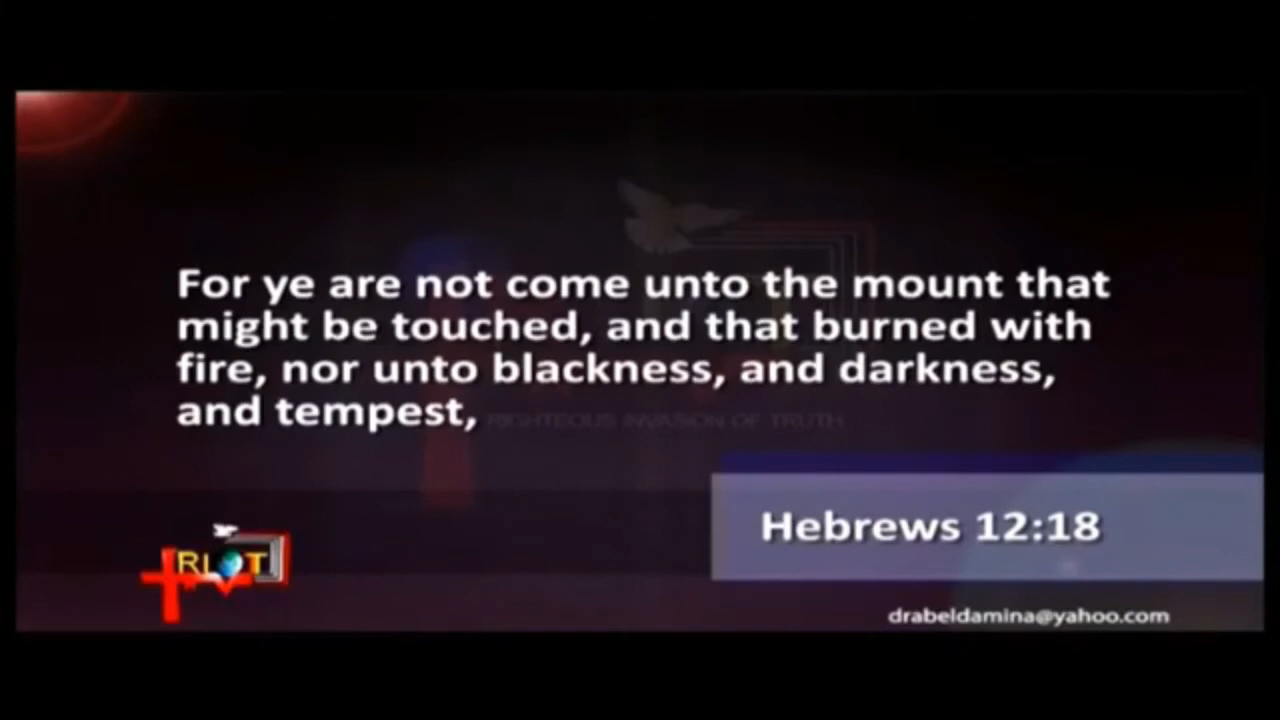 For ye are not come unto the mount that
might be touched, and that burned with
fire, nor unto blackness, and darkness,
and tempest,
RIGHTEOUS INVASION OF TRUTH
Hebrews 12:18
RIOT
drabeldamina@yahoo.com